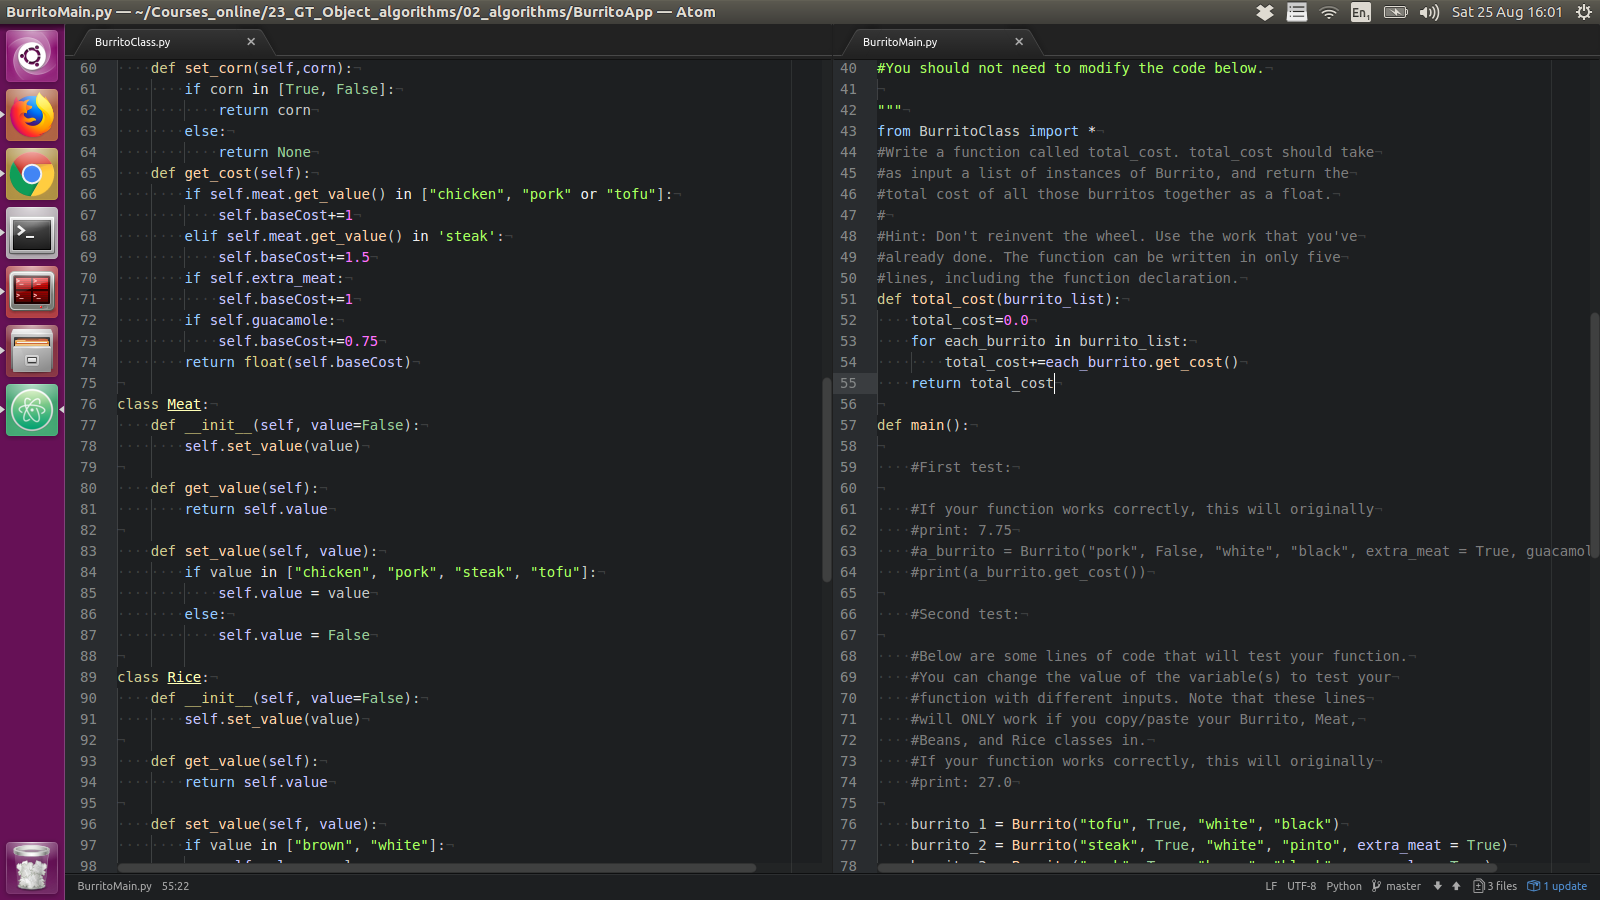 BurritoMain.py — ~/Courses_online/23_GT_Object_algorithms/02_algorithms/BurritoApp — Atom
En₁
Sat 25 Aug 16:01
BurritoClass.py
60 def set_corn(self,corn):
61 if corn in [True, False]:
62 return corn
63 else:
64 return None
65 def get_cost(self):
66 if self.meat.get_value() in ["chicken", "pork" or "tofu"]:
67 self.baseCost+=1
68 elif self.meat.get_value() in 'steak':
69 self.baseCost+=1.5
70 if self.extra_meat:
71 self.baseCost+=1
72 if self.guacamole:
73 self.baseCost+=0.75
74 return float(self.baseCost)
75
76 class Meat:
77 def __init__(self, value=False):
78 self.set_value(value)
79
80 def get_value(self):
81 return self.value
82
83 def set_value(self, value):
84 if value in ["chicken", "pork", "steak", "tofu"]:
85 self.value = value
86 else:
87 self.value = False
88
89 class Rice:
90 def __init__(self, value=False):
91 self.set_value(value)
92
93 def get_value(self):
94 return self.value
95
96 def set_value(self, value):
97 if value in ["brown", "white"]:
98
BurritoMain.py
40 #You should not need to modify the code below.
41
42 """
43 from BurritoClass import *
44 #Write a function called total_cost. total_cost should take
45 #as input a list of instances of Burrito, and return the
46 #total cost of all those burritos together as a float.
47 #
48 #Hint: Don't reinvent the wheel. Use the work that you've
49 #already done. The function can be written in only five
50 #lines, including the function declaration.
51 def total_cost(burrito_list):
52 total_cost=0.0
53 for each_burrito in burrito_list:
54 total_cost+=each_burrito.get_cost()
55 return total_cost
56
57 def main():
58
59 #First test:
60
61 #If your function works correctly, this will originally
62 #print: 7.75
63 #a_burrito = Burrito("pork", False, "white", "black", extra_meat = True, guacamol
64 #print(a_burrito.get_cost())
65
66 #Second test:
67
68 #Below are some lines of code that will test your function.
69 #You can change the value of the variable(s) to test your
70 #function with different inputs. Note that these lines
71 #will ONLY work if you copy/paste your Burrito, Meat,
72 #Beans, and Rice classes in.
73 #If your function works correctly, this will originally
74 #print: 27.0
75
76 burrito_1 = Burrito("tofu", True, "white", "black")
77 burrito_2 = Burrito("steak", True, "white", "pinto", extra_meat = True)
78
BurritoMain.py 55:22
LF UTF-8 Python master 3 files 1 update